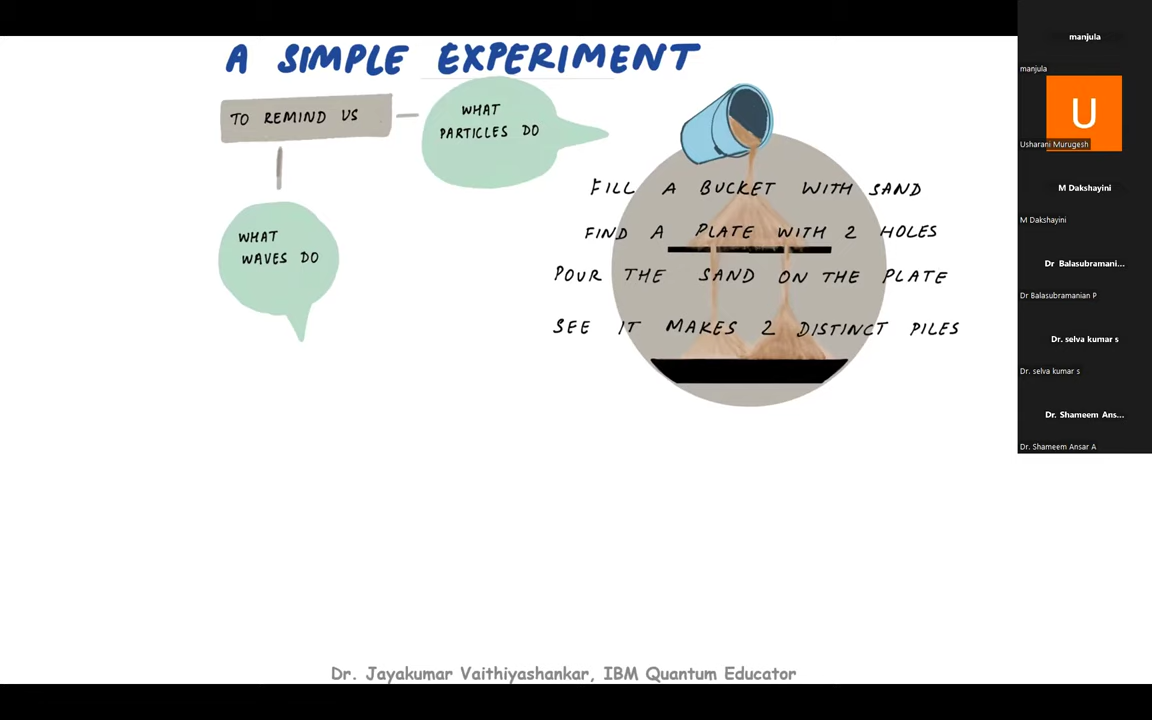 A SIMPLE EXPERIMENT
TO REMIND US
WHAT
PARTICLES DO
WHAT
WAVES DO
FILL A BUCKET WITH SAND
FIND A PLATE WITH 2 HOLES
POUR THE SAND ON THE PLATE
SEE IT MAKES 2 DISTINCT PILES
Dr. Jayakumar Vaithiyashankar, IBM Quantum Educator
manjula
manjula
U
Usharani Murugesh
M Dakshayini
M Dakshayini
Dr Balasubramani...
Dr Balasubramanian P
Dr. selva kumar s
Dr. selva kumar s
Dr. Shameem Ans...
Dr. Shameem Ansar A